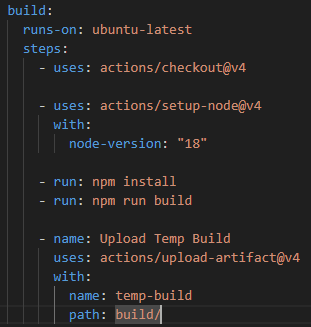 build:
  runs-on: ubuntu-latest
  steps:
    - uses: actions/checkout@v4
    - uses: actions/setup-node@v4
      with:
        node-version: "18"
    - run: npm install
    - run: npm run build
    - name: Upload Temp Build
      uses: actions/upload-artifact@v4
      with:
        name: temp-build
        path: build/